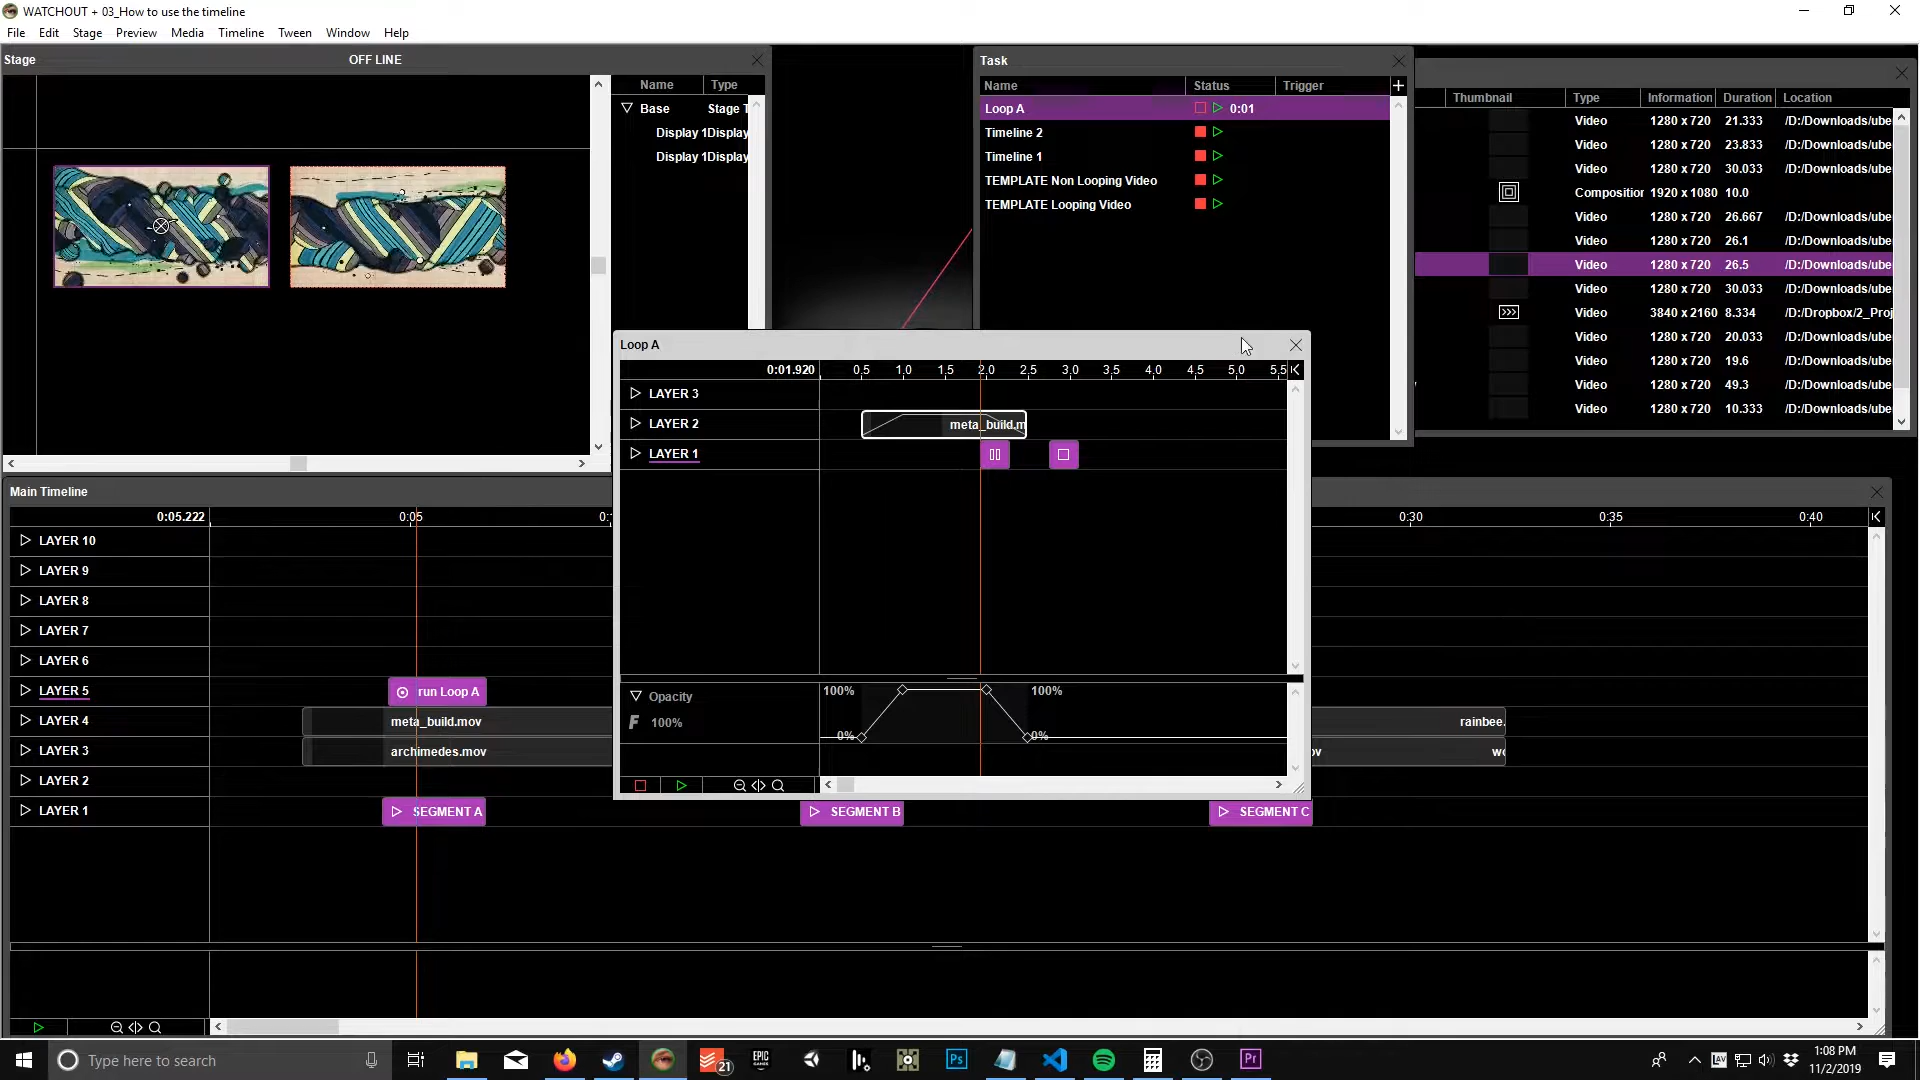 WATCHOUT + 03_How to use the timeline
File Edit Stage Preview Media Timeline Tween Window Help
Stage OFF LINE
Name Type
Base Stage T
Display 1Display
Display 1Display
Task
Name Status Trigger
Loop A 0:01
Timeline 2
Timeline 1
TEMPLATE Non Looping Video
TEMPLATE Looping Video
Thumbnail Type Information Duration Location
Video 1280 x 720 21.333 /D:/Downloads/ube
Video 1280 x 720 23.833 /D:/Downloads/ube
Video 1280 x 720 30.033 /D:/Downloads/ube
Composition 1920 x 1080 10.0
Video 1280 x 720 26.667 /D:/Downloads/ube
Video 1280 x 720 26.1 /D:/Downloads/ube
Video 1280 x 720 26.5 /D:/Downloads/ube
Video 1280 x 720 30.033 /D:/Downloads/ube
Video 3840 x 2160 8.334 /D:/Dropbox/2_Proj
Video 1280 x 720 20.033 /D:/Downloads/ube
Video 1280 x 720 19.6 /D:/Downloads/ube
Video 1280 x 720 49.3 /D:/Downloads/ube
Video 1280 x 720 10.333 /D:/Downloads/ube
Loop A
0:01.920 0.5 1.0 1.5 2.0 2.5 3.0 3.5 4.0 4.5 5.0 5.5
LAYER 3
LAYER 2 meta_build.m
LAYER 1
Opacity 100% 100%
F 100% 0% 0%
Main Timeline
0:05.222 0:05 0: 0:30 0:35 0:40
LAYER 10
LAYER 9
LAYER 8
LAYER 7
LAYER 6
LAYER 5 run Loop A
LAYER 4 meta_build.mov rainbee.
LAYER 3 archimedes.mov ov wo
LAYER 2
LAYER 1 SEGMENT A SEGMENT B SEGMENT C
Type here to search
21
EPIC GAMES
Ps
Pr
1:08 PM
11/2/2019